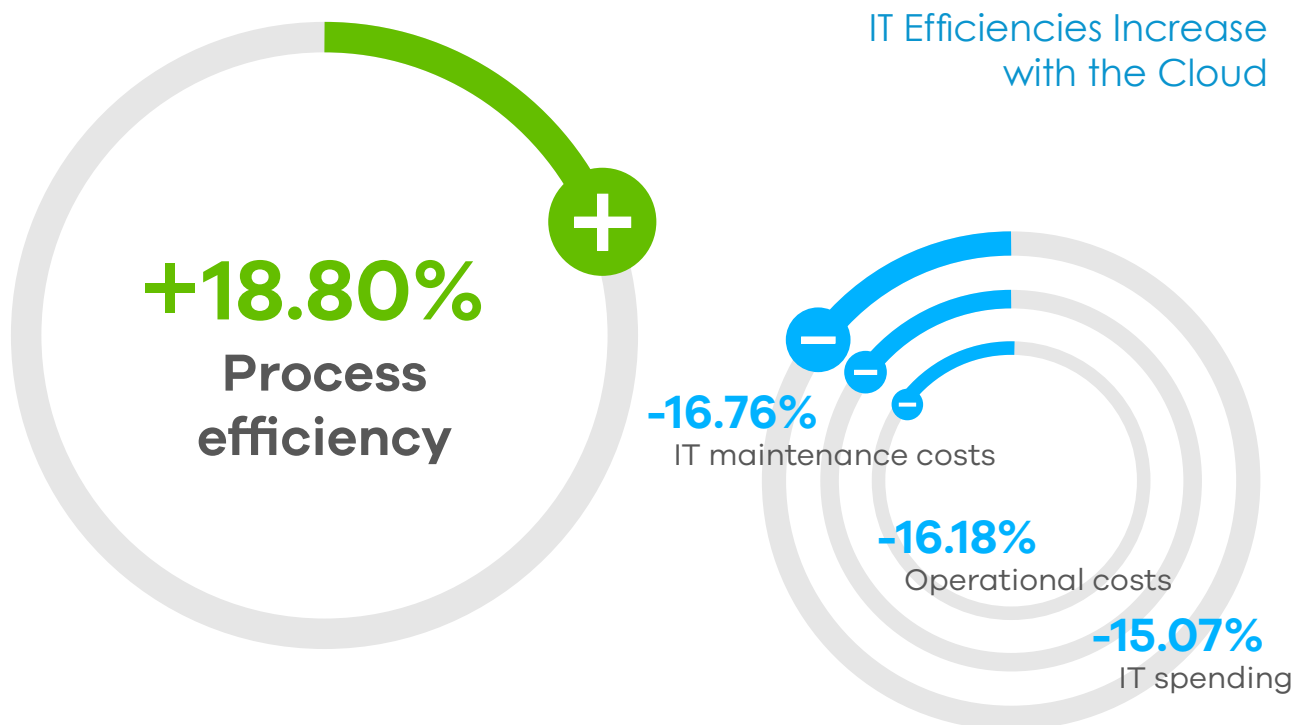 IT Efficiencies Increase
with the Cloud
+18.80%
Process
efficiency
-16.76%
IT maintenance costs
-16.18%
Operational costs
-15.07%
IT spending